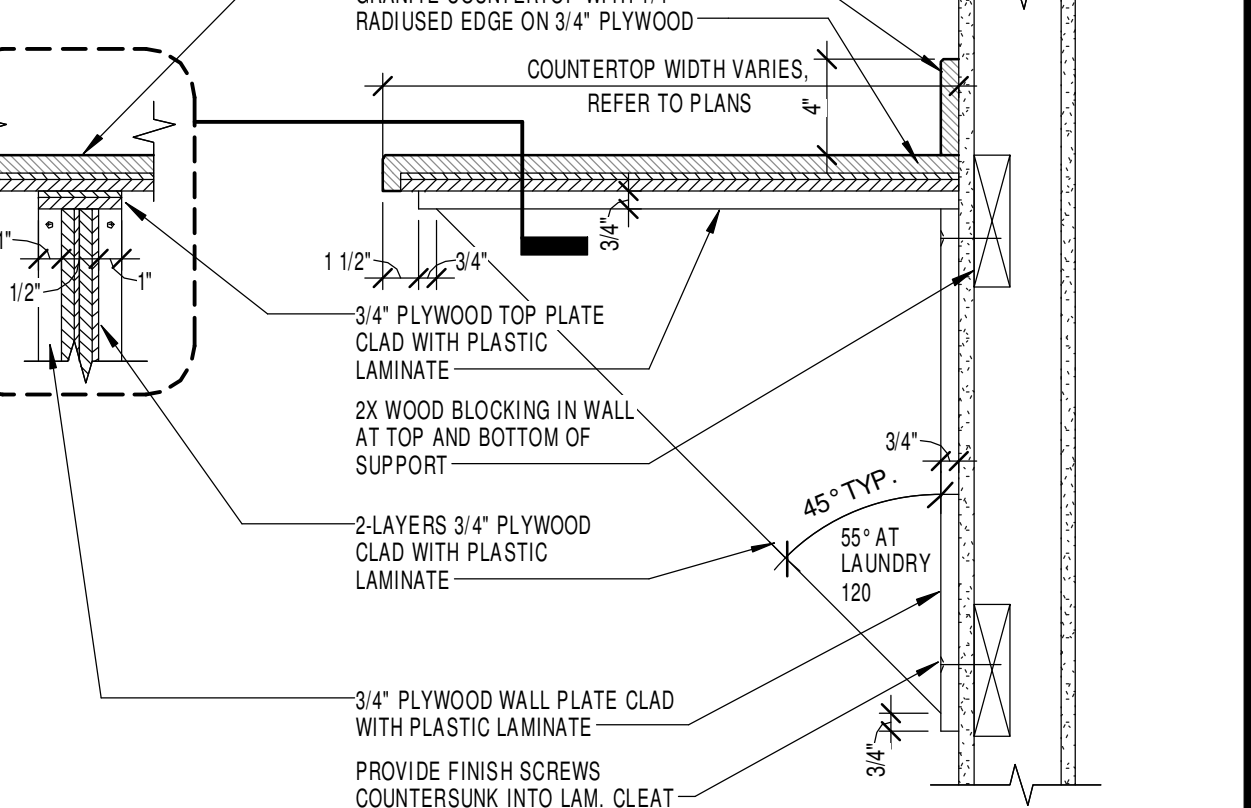 RADIUSED EDGE ON 3/4" PLYWOOD
COUNTERTOP WIDTH VARIES,
REFER TO PLANS
4"
3/4"
1 1/2"
3/4"
1"
1/2"
1"
3/4" PLYWOOD TOP PLATE
CLAD WITH PLASTIC
LAMINATE
2X WOOD BLOCKING IN WALL
AT TOP AND BOTTOM OF
SUPPORT
3/4"
45° TYP.
55° AT
LAUNDRY
120
2-LAYERS 3/4" PLYWOOD
CLAD WITH PLASTIC
LAMINATE
3/4" PLYWOOD WALL PLATE CLAD
WITH PLASTIC LAMINATE
3/4"
PROVIDE FINISH SCREWS
COUNTERSUNK INTO LAM. CLEAT